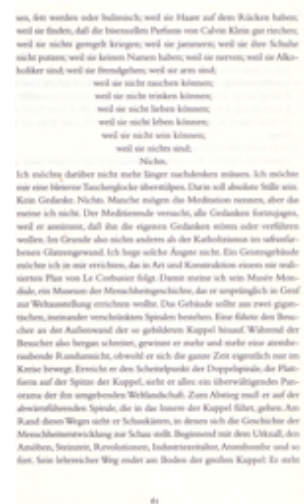 sen, fett werden oder bulimisch; weil sie Haare auf dem Rücken haben;
weil sie finden, daß die bisexuellen Parfum von Calvin Klein gut riechen;
weil sie nichts geregelt kriegen; weil sie jammern; weil sie ihre Schuhe
nicht putzen; weil sie keinen Namen haben; weil sie nerven; weil sie Alko-
holiker sind; weil sie fremdgehen; weil sie arm sind;
weil sie nicht tauchen können;
weil sie nicht trinken können;
weil sie nicht lieben können;
weil sie nicht leben können;
weil sie nicht sein können;
weil sie nichts sind;
Nichts.
Ich möchte darüber nicht mehr länger nachdenken müssen. Ich möchte
mir eine bleierne Taucherglocke überstülpen. Darin soll absolute Stille sein.
Kein Gedanke. Nichts. Manche mögen das Meditation nennen, aber das
meine ich nicht. Der Meditierende versucht, alle Gedanken fortzujagen,
weil er annimmt, daß ihn die eigenen Gedanken stören oder verführen
wollen. Im Grunde also nichts anderes als der Katholizismus im
benen Glatzengewand. Ich hege solche Ängste nicht. Ein Geistergebäude
möchte ich in mir errichten, das in Art und Konstruktion einem nie reali-
sierten Plan von Le Corbusier folgt. Damit meine ich sein Musée Mon-
diale, ein Museum der Menschheitsgeschichte, das er ursprünglich in Genf
zur Weltausstellung errichten wollte. Das Gebäude sollte aus zwei gigan-
tischen, ineinander verschränkten Spiralen bestehen. Eine führte den Besu-
cher an der Außenwand der so gebildeten Kuppel hinauf. Während der
Besucher also bergan schreitet, gewinnt er mehr und mehr eine atembe-
raubende Rundumsicht, obwohl er sich die ganze Zeit eigentlich nur im
Kreise bewegt. Erreicht er den Scheitelpunkt der Doppelspirale, die Platt-
form auf der Spitze der Kuppel, sieht er alles: ein überwältigendes Pan-
orama der ihn umgebenden Weltlandschaft. Zum Abstieg muß er auf der
abwärtsführenden Spirale, die in das Innere der Kuppel führt, gehen. Am
Rand dieses Weges sieht er Schaukästen, in denen sich die Geschichte der
Menschheitsentwicklung zur Schau stellt. Beginnend mit dem Urknall, den
Amöben, Steinzeit, Revolutionen, Industriezeitalter, Atombombe und so
fort. Sein lehrreicher Weg endet am Boden der großen Kuppel: Er steht